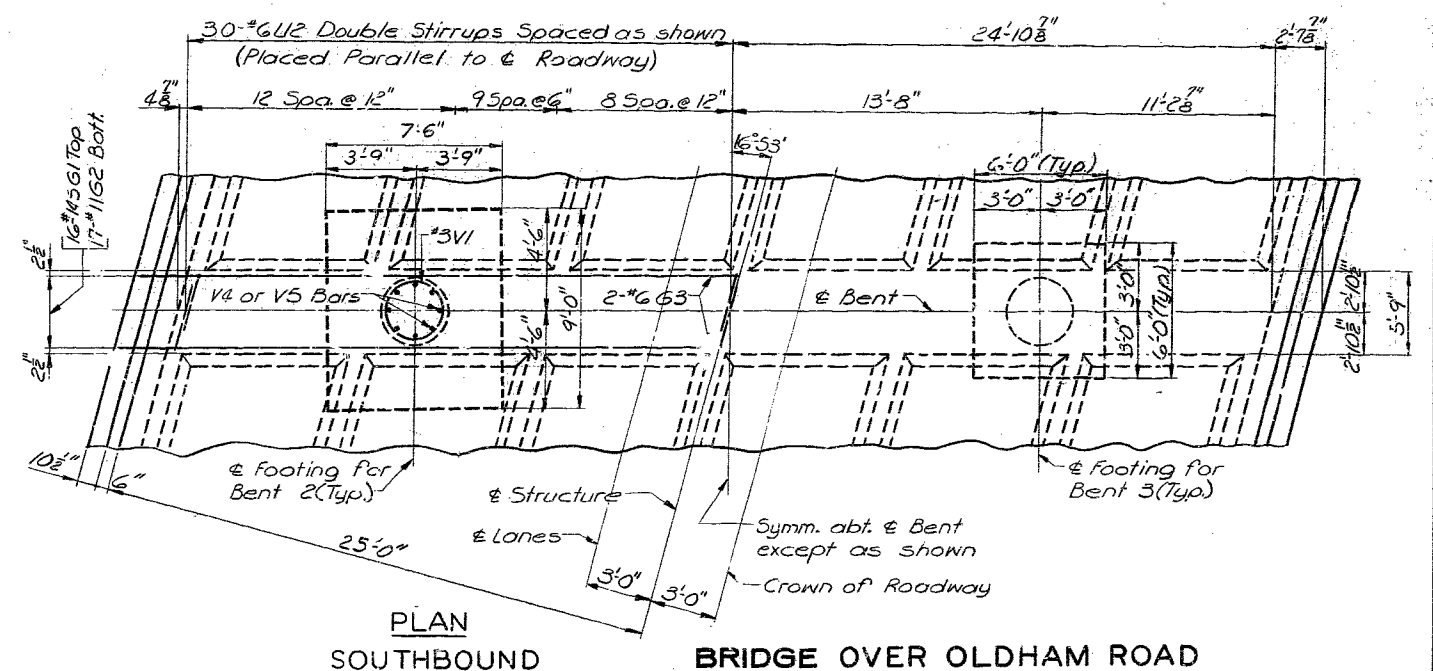 30-#6U2 Double Stirrups Spaced as shown
(Placed Parallel to ℄ Roadway)
24'-10 7/8"
2'-7 7/8"
4 7/8"
12 Spa. @ 12"
9 Spa. @ 6"
8 Spa. @ 12"
13'-8"
11'-2 7/8"
16-#14S G1 Top
17-#11 G2 Bott.
7'-6"
3'-9"
3'-9"
16°53'
6'-0" (Typ.)
3'-0"
3'-0"
2 1/2"
#3V1
4'-6"
V4 or V5 Bars
2-#6 G3
℄ Bent
9'-0"
3'-0"
6'-0" (Typ.)
2'-10 1/2"
5'-9"
2 1/2"
4'-6"
3'-0"
2'-10 1/2"
10 1/2"
6"
℄ Footing for
Bent 2 (Typ.)
℄ Structure
℄ Footing for
Bent 3 (Typ.)
℄ Lanes
Symm. abt. ℄ Bent
except as shown
25'-0"
3'-0"
3'-0"
Crown of Roadway
PLAN
SOUTHBOUND
BRIDGE OVER OLDHAM ROAD